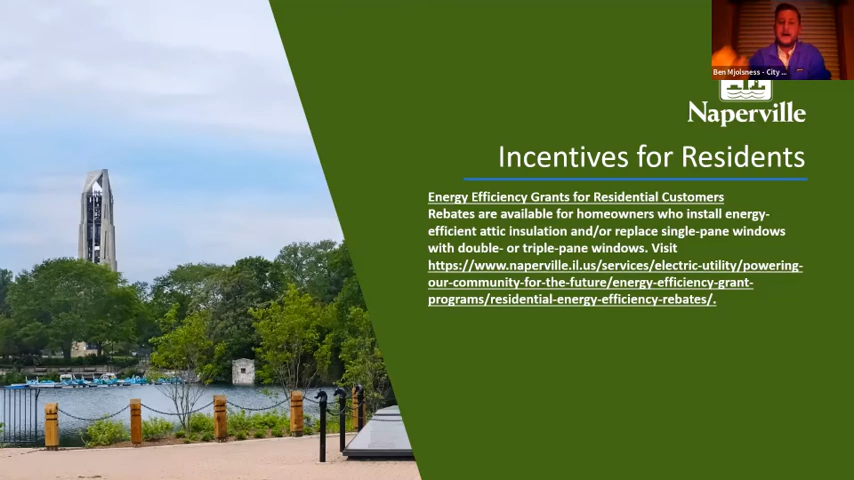 Ben Mjolsness - City ...
Naperville
Incentives for Residents
Energy Efficiency Grants for Residential Customers
Rebates are available for homeowners who install energy-
efficient attic insulation and/or replace single-pane windows
with double- or triple-pane windows. Visit
https://www.naperville.il.us/services/electric-utility/powering-
our-community-for-the-future/energy-efficiency-grant-
programs/residential-energy-efficiency-rebates/.